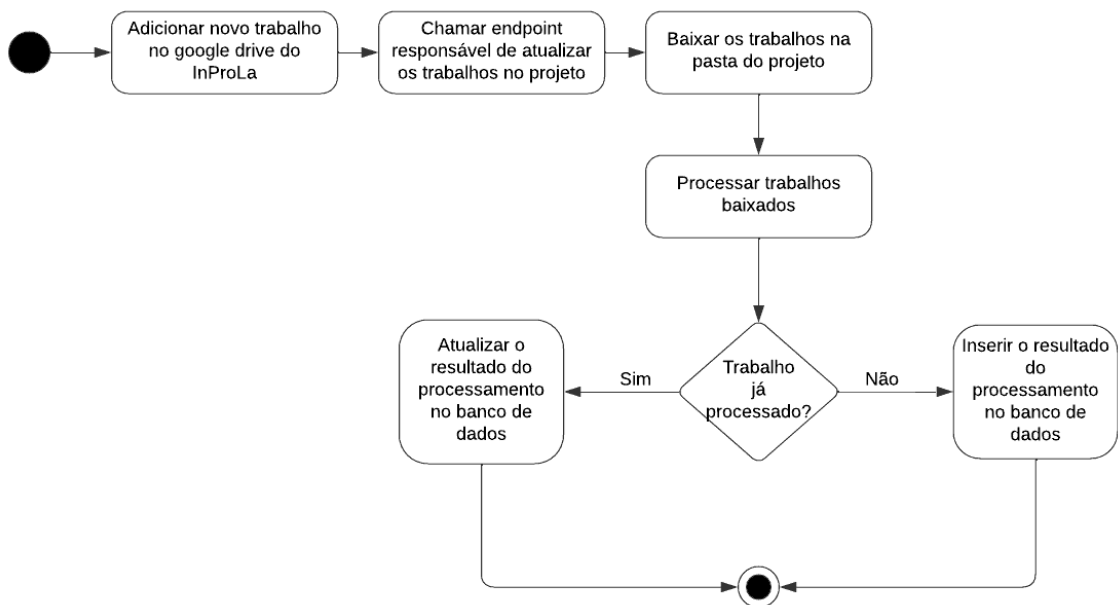 Adicionar novo trabalho
no google drive do
InProLa
Chamar endpoint
responsável de atualizar
os trabalhos no projeto
Baixar os trabalhos na
pasta do projeto
Processar trabalhos
baixados
Trabalho
já
processado?
Sim
Não
Atualizar o
resultado do
processamento
no banco de
dados
Inserir o resultado
do
processamento
no banco de
dados